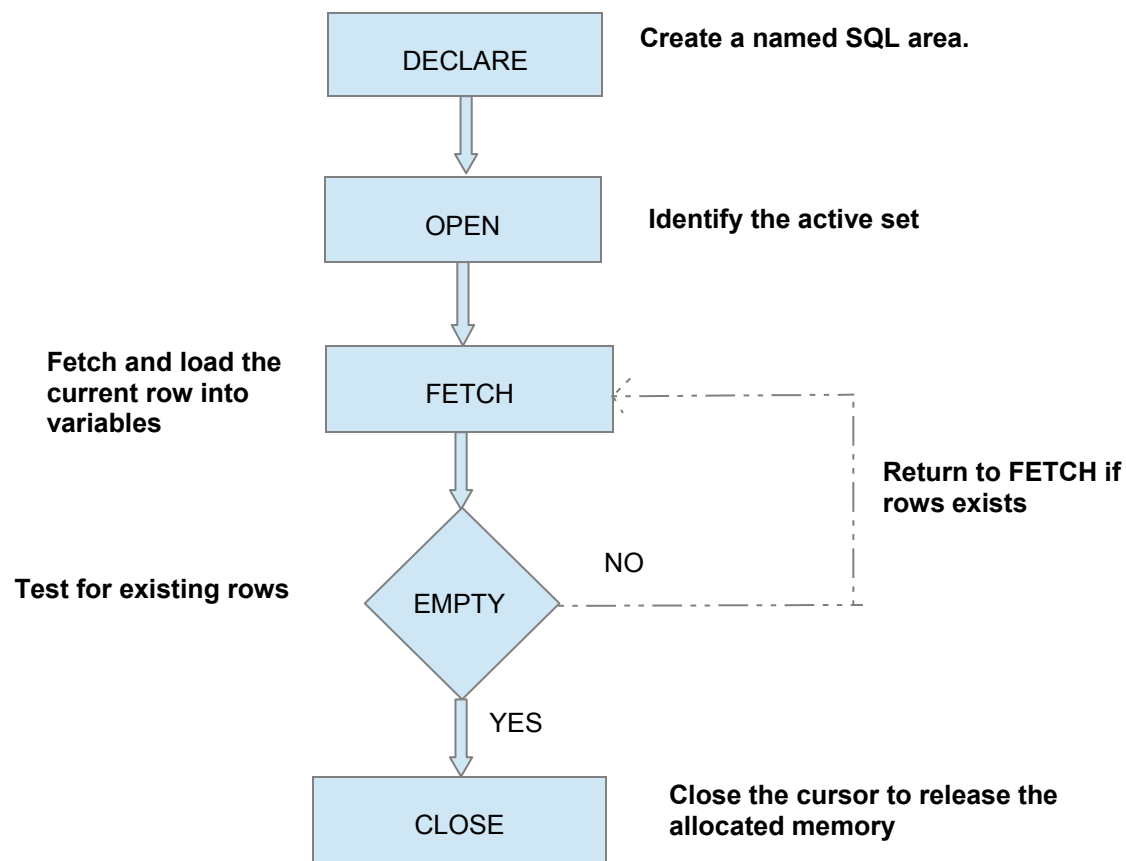 DECLARE
Create a named SQL area.
OPEN
Identify the active set
Fetch and load the
current row into
variables
FETCH
Return to FETCH if
rows exists
Test for existing rows
EMPTY
NO
YES
CLOSE
Close the cursor to release the
allocated memory